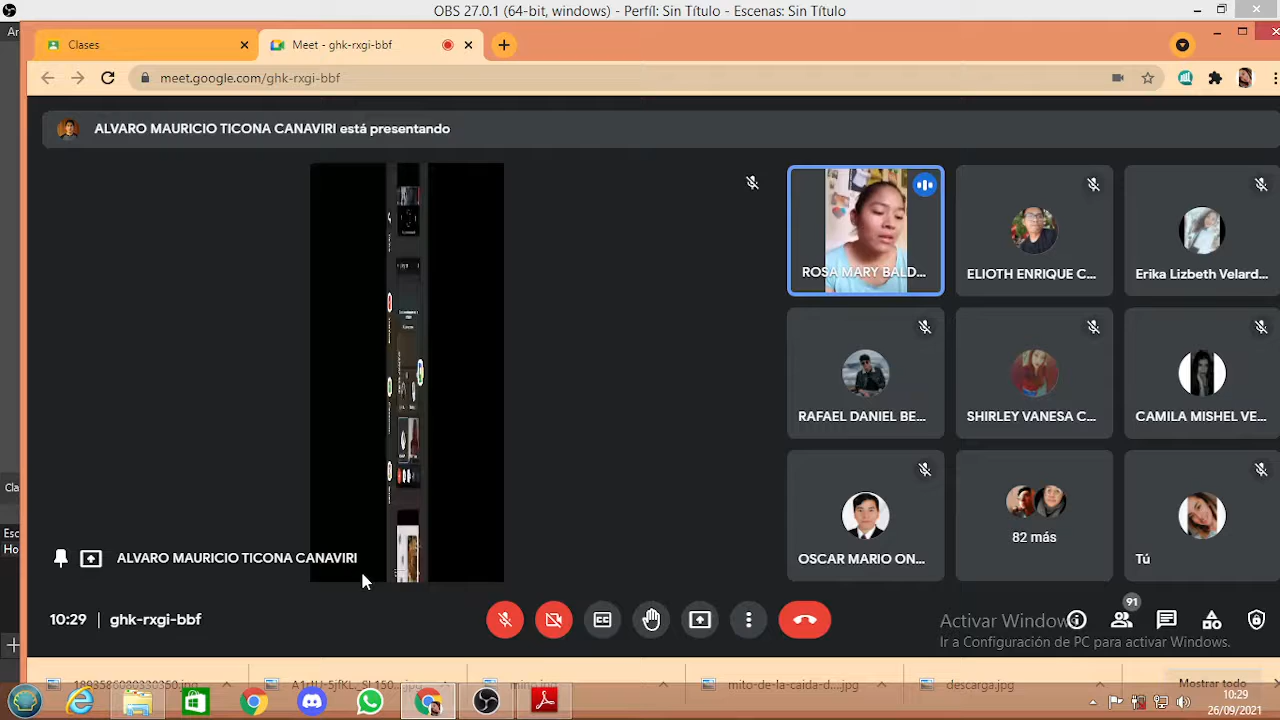 OBS 27.0.1 (64-bit, windows) - Perfíl: Sin Título - Escenas: Sin Título
Clases
Meet - ghk-rxgi-bbf
meet.google.com/ghk-rxgi-bbf
ALVARO MAURICIO TICONA CANAVIRI está presentando
ROSA MARY BALD...
ELIOTH ENRIQUE C...
Erika Lizbeth Velard...
RAFAEL DANIEL BE...
SHIRLEY VANESA C...
CAMILA MISHEL VE...
Cla
Esc
Ho
OSCAR MARIO ON...
82 más
Tú
ALVARO MAURICIO TICONA CANAVIRI
91
10:29 | ghk-rxgi-bbf
Activar Windows
Ir a Configuración de PC para activar Windows.
mito-de-la-caida-d....jpg
descarga.jpg
Mostrar todo
10:29
26/09/2021